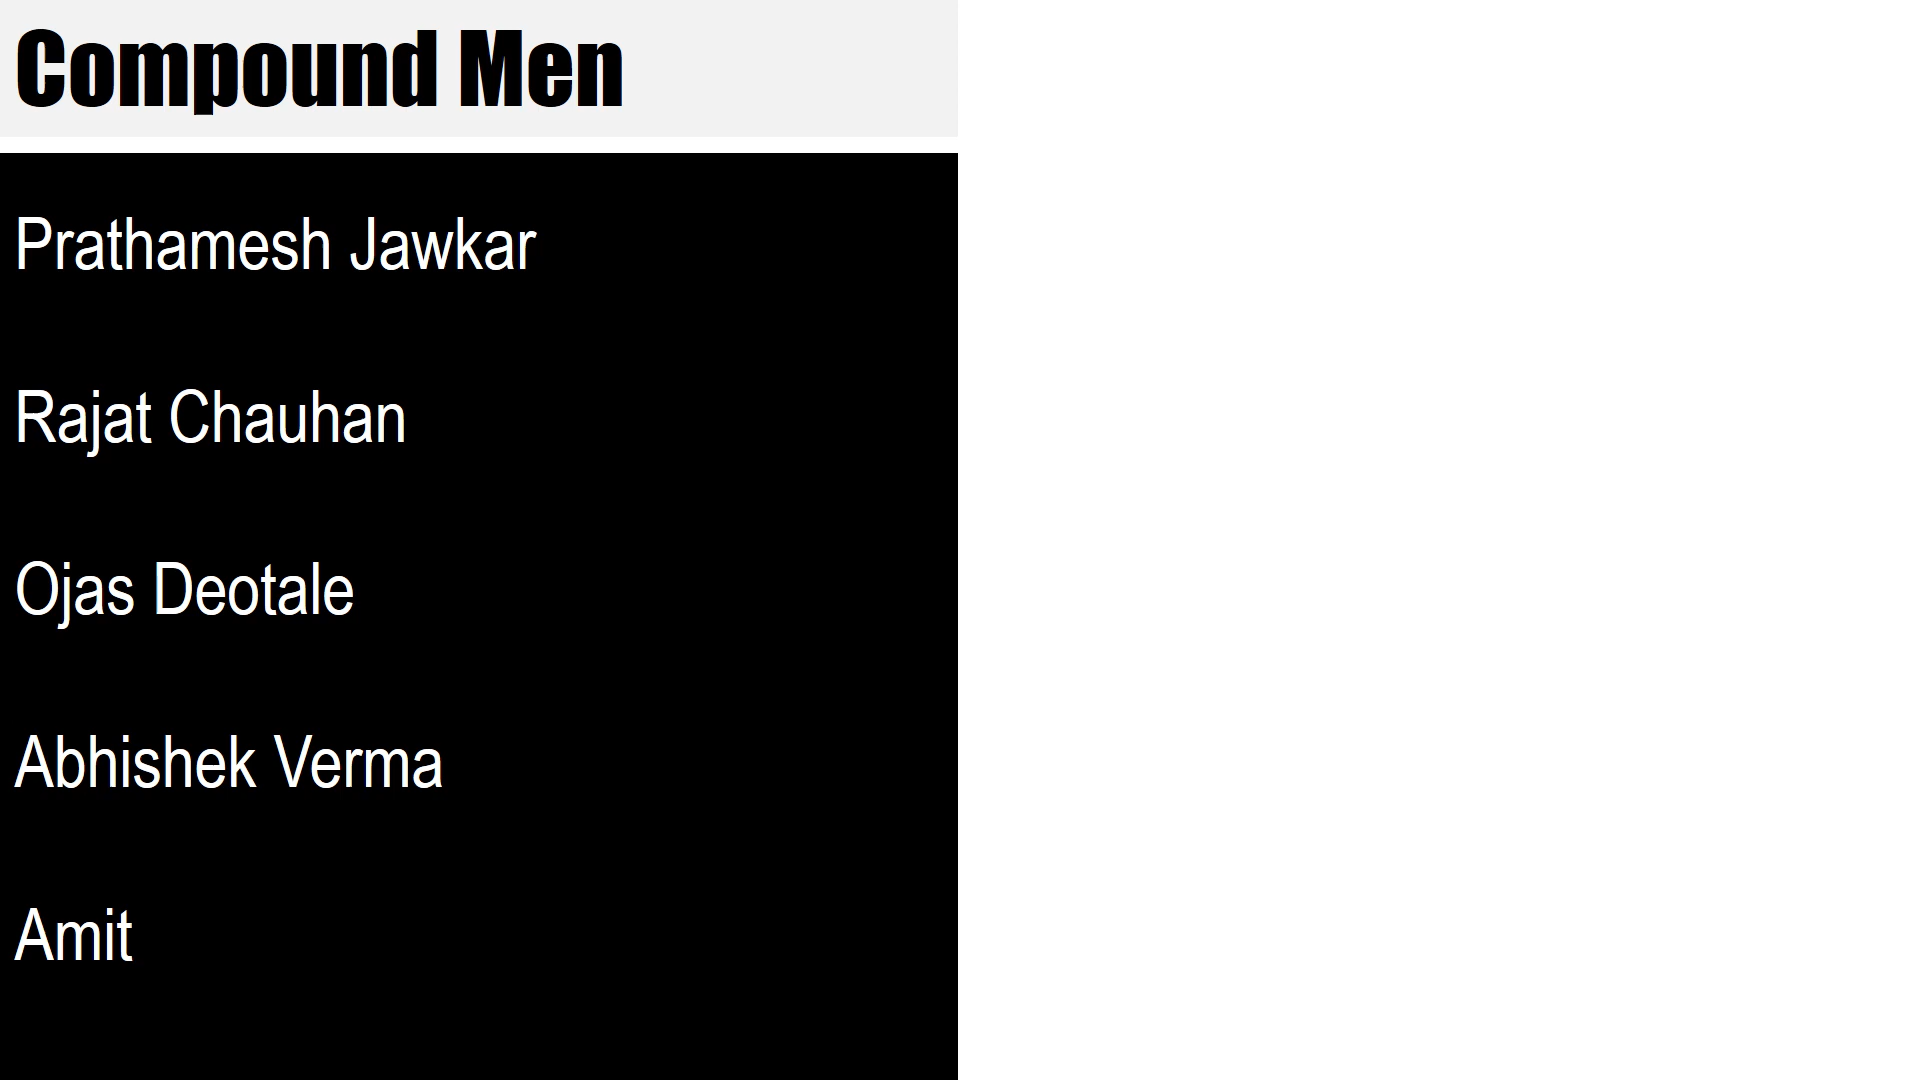 Compound Men
Prathamesh Jawkar
Rajat Chauhan
Ojas Deotale
Abhishek Verma
Amit